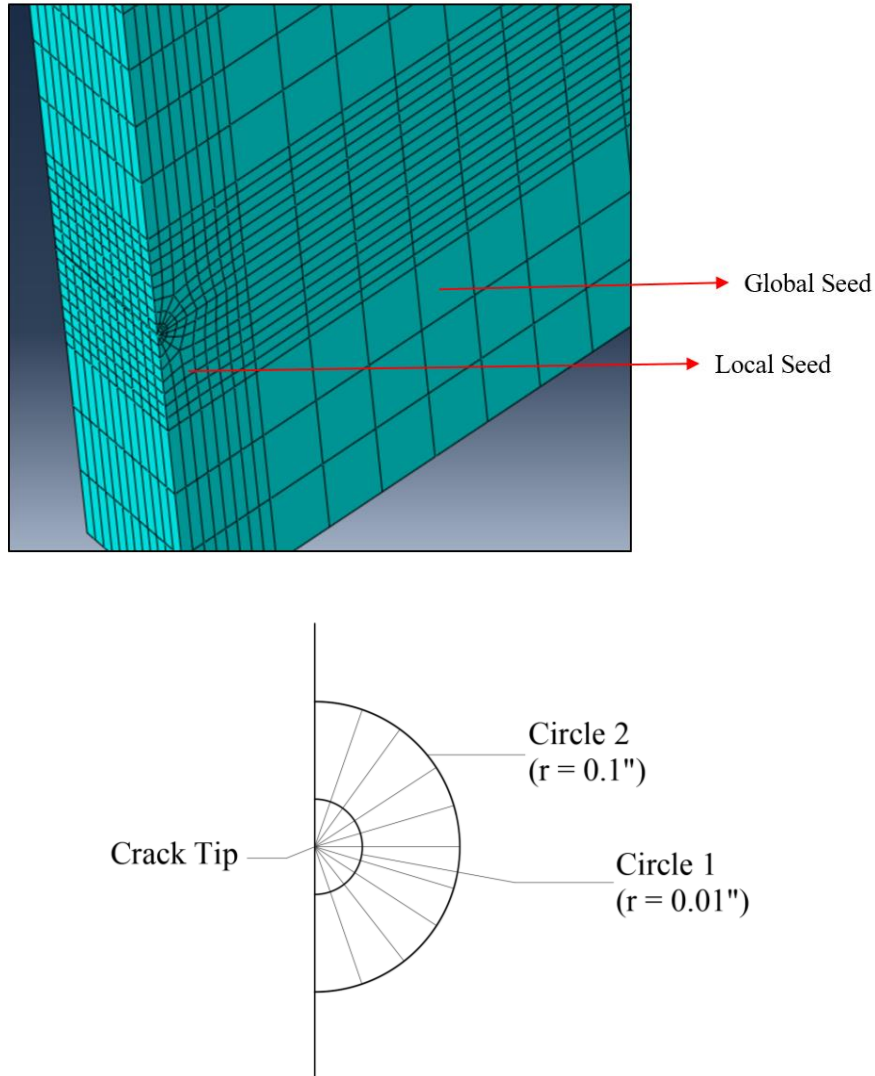 Global Seed
Local Seed
Circle 2
(r = 0.1")
Crack Tip
Circle 1
(r = 0.01")